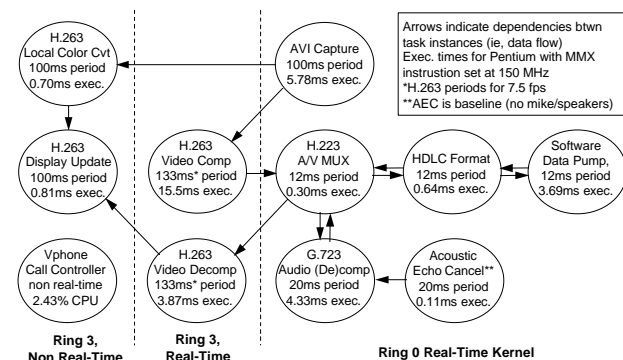 H.263
Local Color Cvt
100ms period
0.70ms exec.
AVI Capture
100ms period
5.78ms exec.
Arrows indicate dependencies btwn
task instances (ie, data flow)
Exec. times for Pentium with MMX
instrustion set at 150 MHz
*H.263 periods for 7.5 fps
**AEC is baseline (no mike/speakers)
H.263
Display Update
100ms period
0.81ms exec.
H.263
Video Comp
133ms* period
15.5ms exec.
H.223
A/V MUX
12ms period
0.30ms exec.
HDLC Format
12ms period
0.64ms exec.
Software
Data Pump,
12ms period
3.69ms exec.
Vphone
Call Controller
non real-time
2.43% CPU
H.263
Video Decomp
133ms* period
3.87ms exec.
G.723
Audio (De)comp
20ms period
4.33ms exec.
Acoustic
Echo Cancel**
20ms period
0.11ms exec.
Ring 3,
Non Real-Time
Ring 3,
Real-Time
Ring 0 Real-Time Kernel